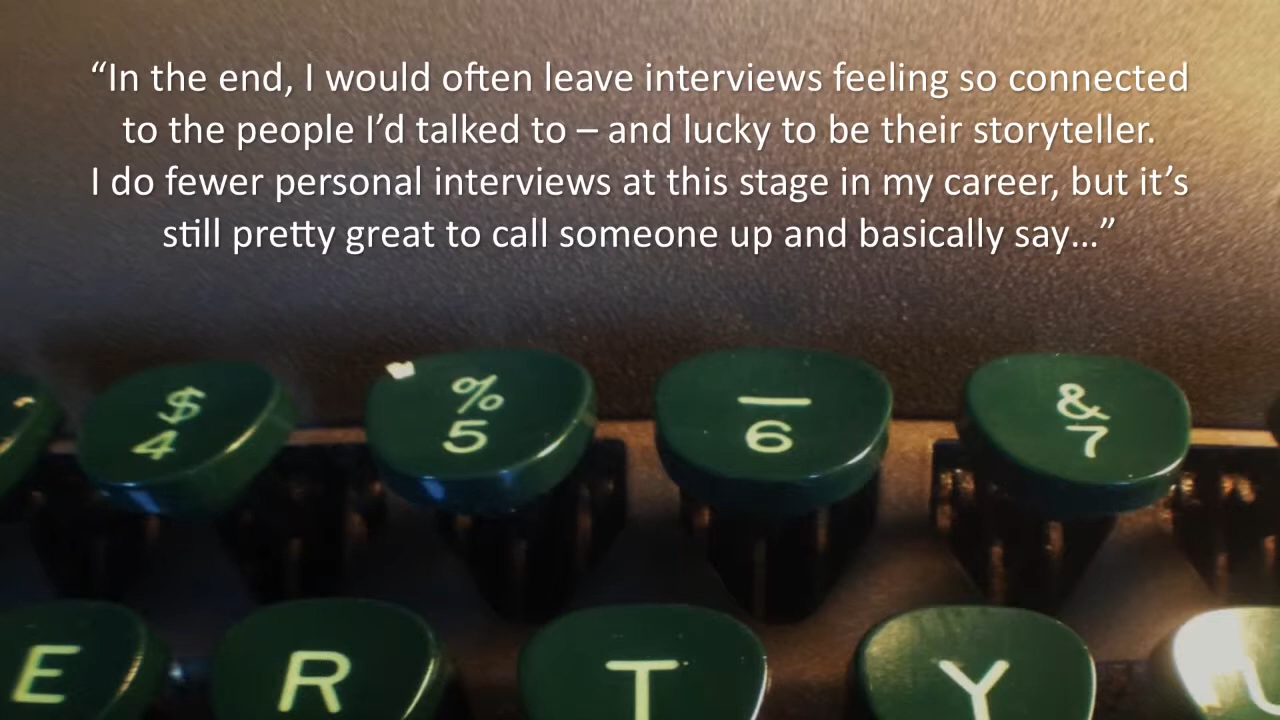 “In the end, I would often leave interviews feeling so connected
to the people I’d talked to – and lucky to be their storyteller.
I do fewer personal interviews at this stage in my career, but it’s
still pretty great to call someone up and basically say...”
$ % _ &
4 5 6 7
E R T Y U